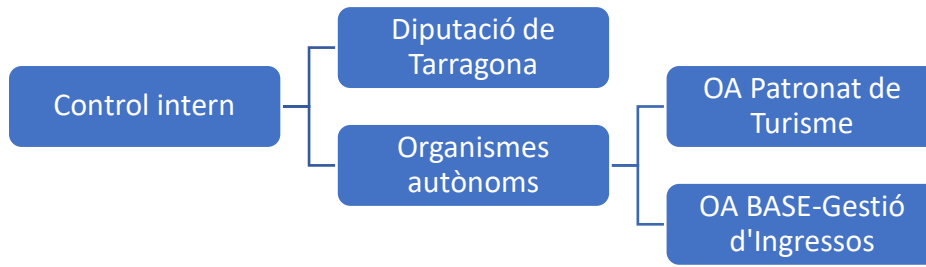 Control intern
Diputació de
Tarragona
Organismes
autònoms
OA Patronat de
Turisme
OA BASE-Gestió
d'Ingressos